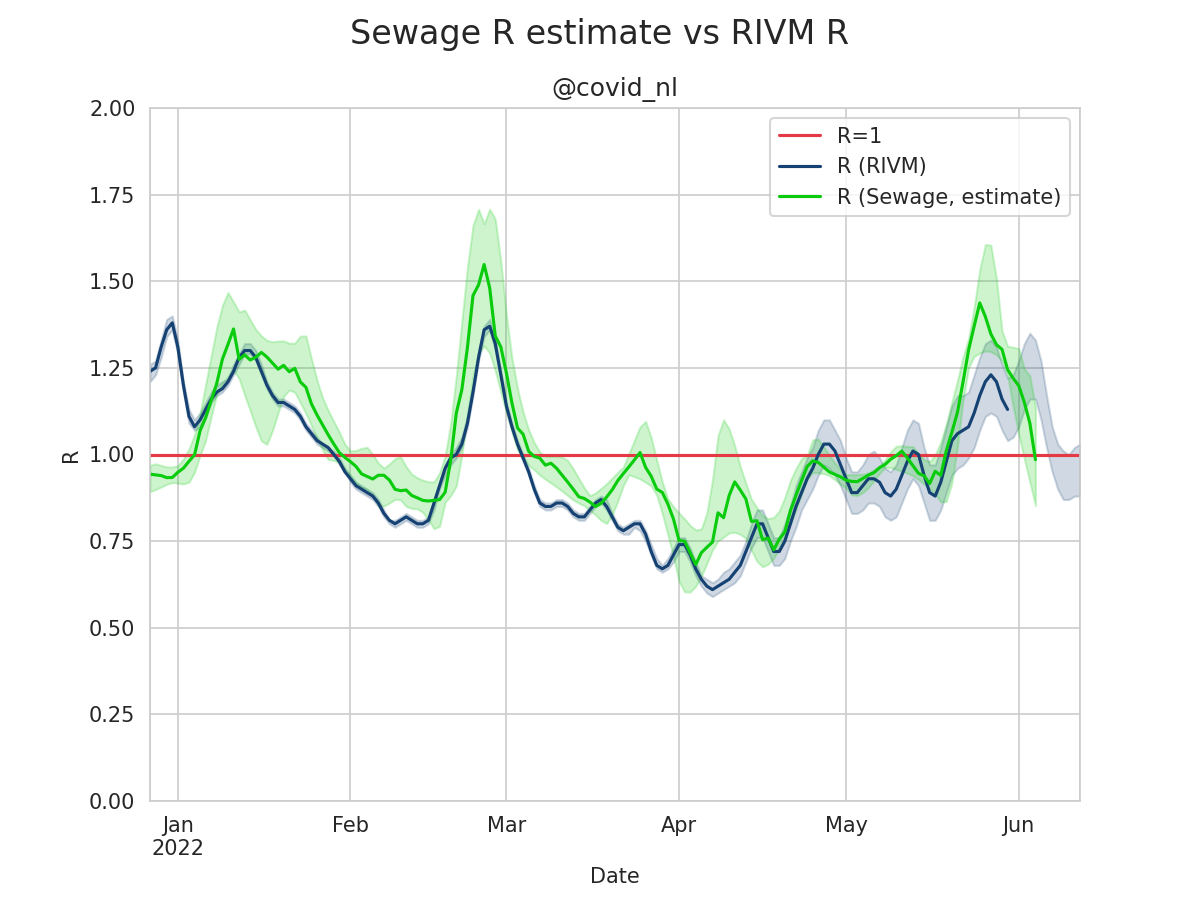 Sewage R estimate vs RIVM R
@covid_nl
R=1
R (RIVM)
R (Sewage, estimate)
2.00
1.75
1.50
1.25
1.00
0.75
0.50
0.25
0.00
R
Jan Feb Mar Apr May Jun
2022
Date